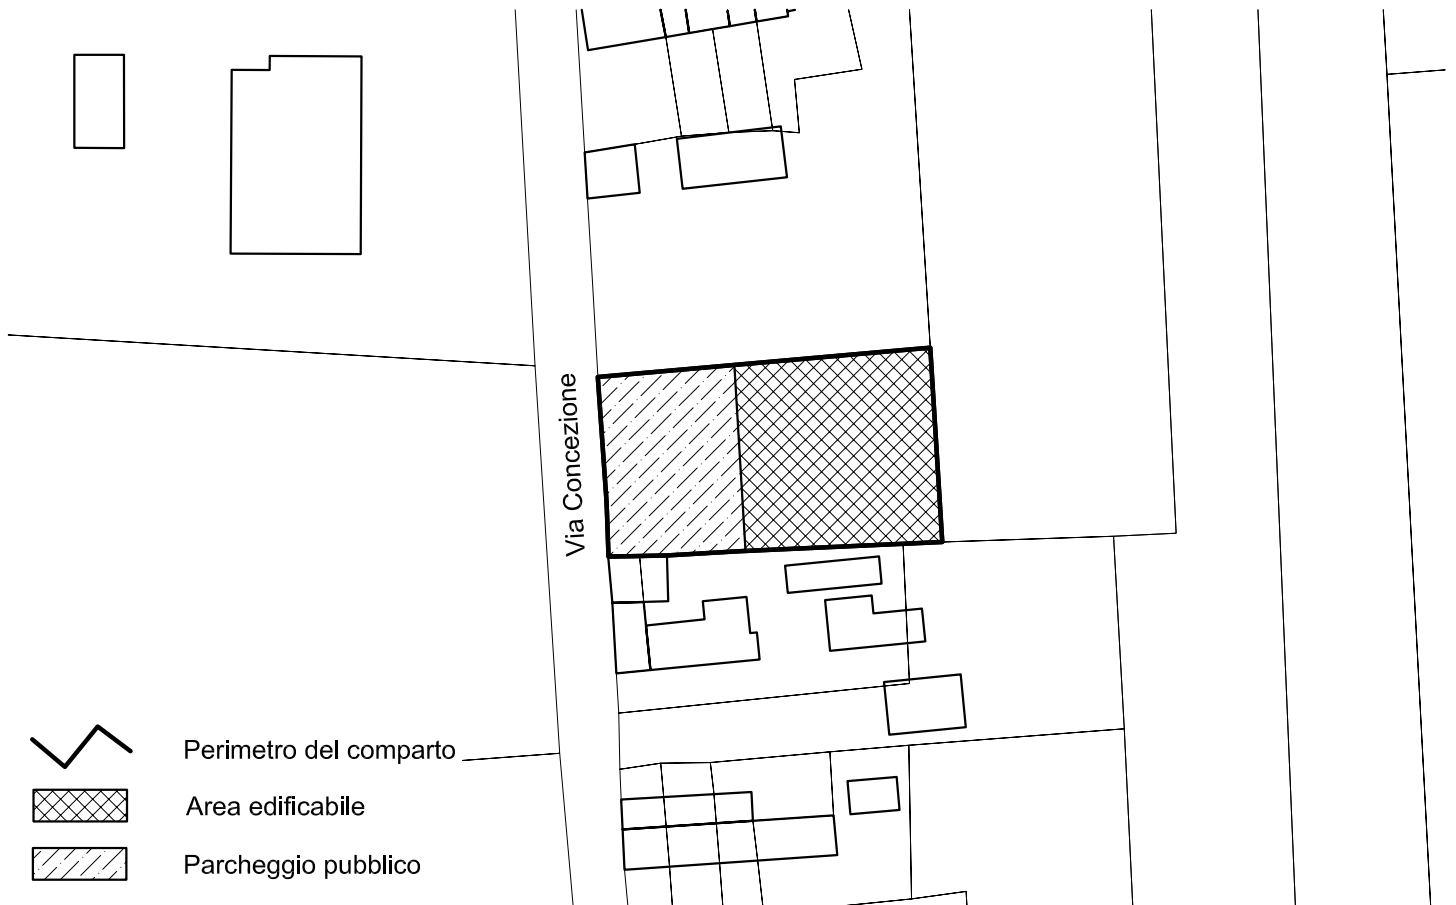 Via Concezione
Perimetro del comparto
Area edificabile
Parcheggio pubblico